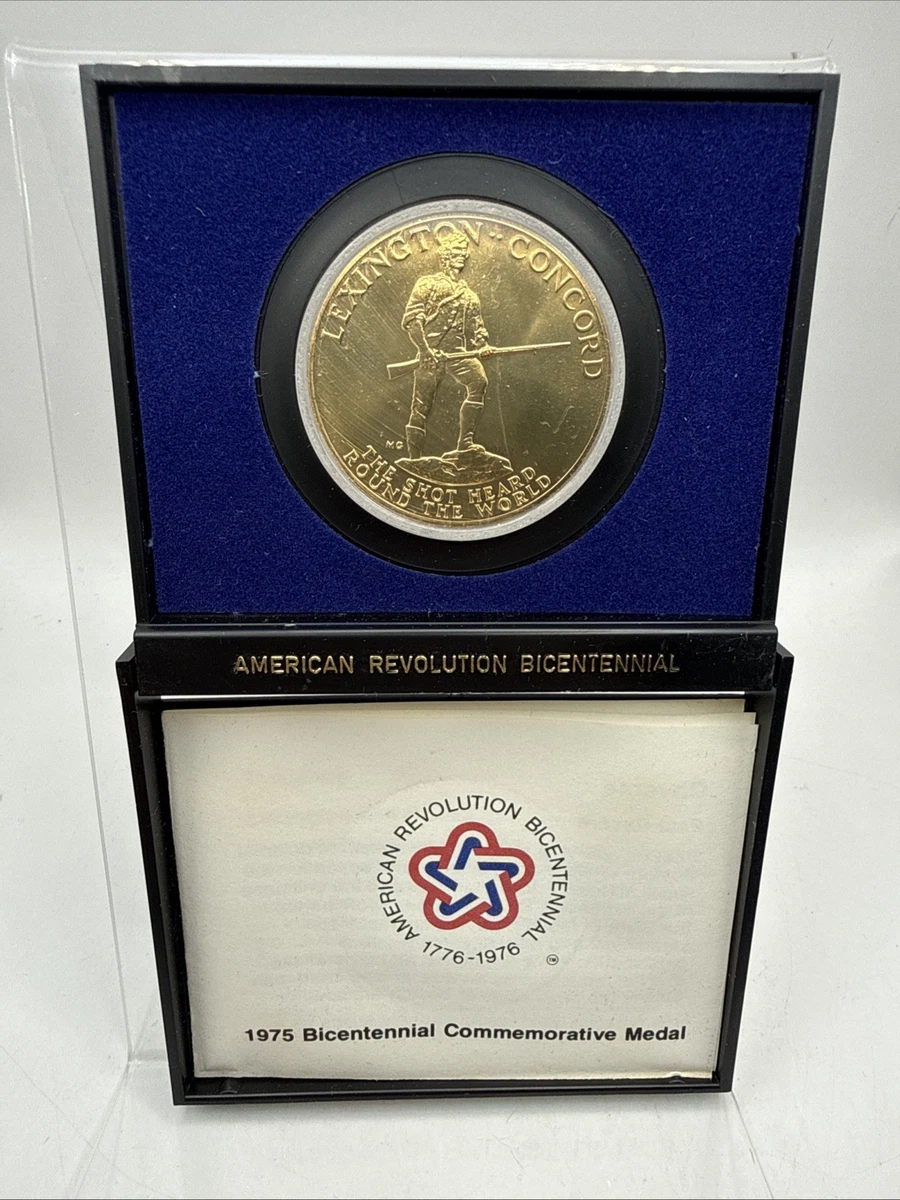 LEXINGTON · CONCORD
MG
THE SHOT HEARD
ROUND THE WORLD
AMERICAN REVOLUTION BICENTENNIAL
AMERICAN REVOLUTION BICENTENNIAL
1776-1976
TM
1975 Bicentennial Commemorative Medal